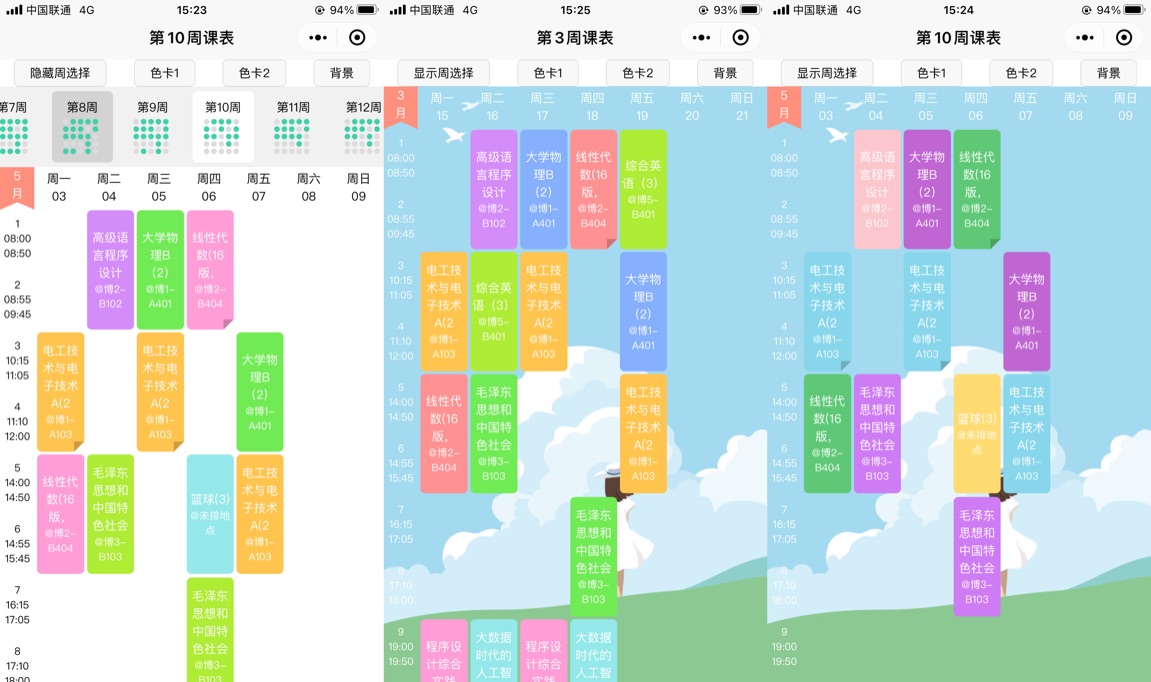 中国联通 4G
15:23
94%
第10周课表
隐藏周选择
色卡1
色卡2
背景
第7周
第8周
第9周
第10周
第11周
第12周
5
月
周一
03
周二
04
周三
05
周四
06
周五
07
周六
08
周日
09
1
08:00
08:50
2
08:55
09:45
3
10:15
11:05
4
11:10
12:00
5
14:00
14:50
6
14:55
15:45
7
16:15
17:05
8
17:10
18:00
高级语
言程序
设计
@博2-
B102
大学物
理B
(2)
@博1-
A401
线性代
数(16
版,
@博2-
B404
电工技
术与电
子技术
A(2
@博1-
A103
电工技
术与电
子技术
A(2
@博1-
A103
大学物
理B
(2)
@博1-
A401
线性代
数(16
版,
@博2-
B404
毛泽东
思想和
中国特
色社会
@博3-
B103
篮球(3)
@未排地
点
电工技
术与电
子技术
A(2
@博1-
A103
毛泽东
思想和
中国特
色社会
@博3-
B103
中国联通 4G
15:25
93%
第3周课表
显示周选择
色卡1
色卡2
背景
3
月
周一
15
周二
16
周三
17
周四
18
周五
19
周六
20
周日
21
1
08:00
08:50
2
08:55
09:45
3
10:15
11:05
4
11:10
12:00
5
14:00
14:50
6
14:55
15:45
7
16:15
17:05
8
17:10
18:00
9
19:00
19:50
高级语
言程序
设计
@博2-
B102
大学物
理B
(2)
@博1-
A401
线性代
数(16
版,
@博2-
B404
综合英
语(3)
@博5-
B401
电工技
术与电
子技术
A(2
@博1-
A103
综合英
语(3)
@博5-
B401
电工技
术与电
子技术
A(2
@博1-
A103
大学物
理B
(2)
@博1-
A401
线性代
数(16
版,
@博2-
B404
毛泽东
思想和
中国特
色社会
@博3-
B103
电工技
术与电
子技术
A(2
@博1-
A103
毛泽东
思想和
中国特
色社会
@博3-
B103
程序设
计综合
实践
大数据
时代的
人工智
程序设
计综合
实践
大数据
时代的
人工智
中国联通 4G
15:24
94%
第10周课表
显示周选择
色卡1
色卡2
背景
5
月
周一
03
周二
04
周三
05
周四
06
周五
07
周六
08
周日
09
1
08:00
08:50
2
08:55
09:45
3
10:15
11:05
4
11:10
12:00
5
14:00
14:50
6
14:55
15:45
7
16:15
17:05
8
17:10
18:00
9
19:00
19:50
高级语
言程序
设计
@博2-
B102
大学物
理B
(2)
@博1-
A401
线性代
数(16
版,
@博2-
B404
电工技
术与电
子技术
A(2
@博1-
A103
电工技
术与电
子技术
A(2
@博1-
A103
大学物
理B
(2)
@博1-
A401
线性代
数(16
版,
@博2-
B404
毛泽东
思想和
中国特
色社会
@博3-
B103
篮球(3)
@未排地
点
电工技
术与电
子技术
A(2
@博1-
A103
毛泽东
思想和
中国特
色社会
@博3-
B103